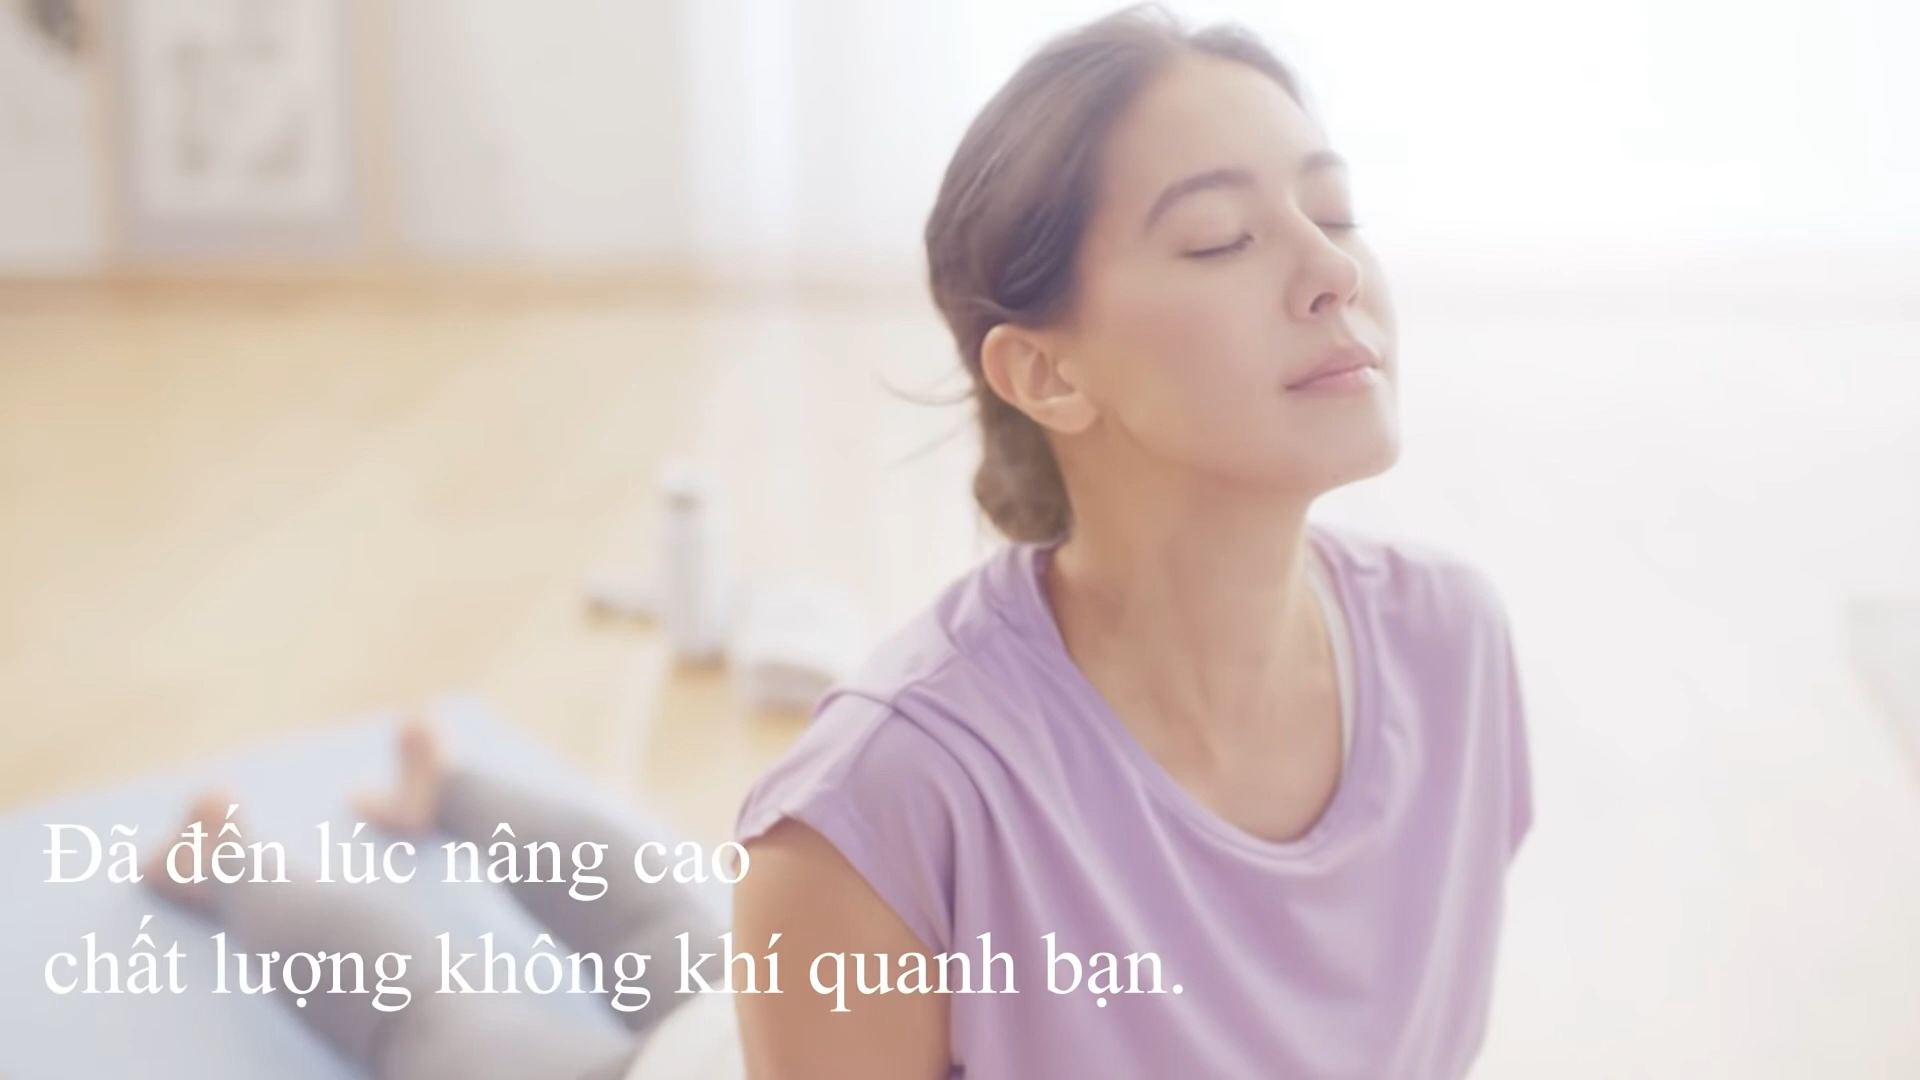 Đã đến lúc nâng cao
chất lượng không khí quanh bạn.